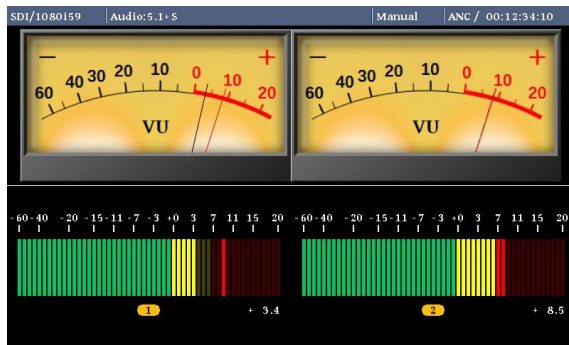 SDI/1080i59 Audio:5.1+S Manual ANC / 00:12:34:10
− + − +
60 40 30 20 10 0 10 20 60 40 30 20 10 0 10 20
VU VU
-60-40 -20 -15-11 -7 -3 +0 3 7 11 15 20 -60-40 -20 -15-11 -7 -3 +0 3 7 11 15 20
1 + 3.4 2 + 8.5